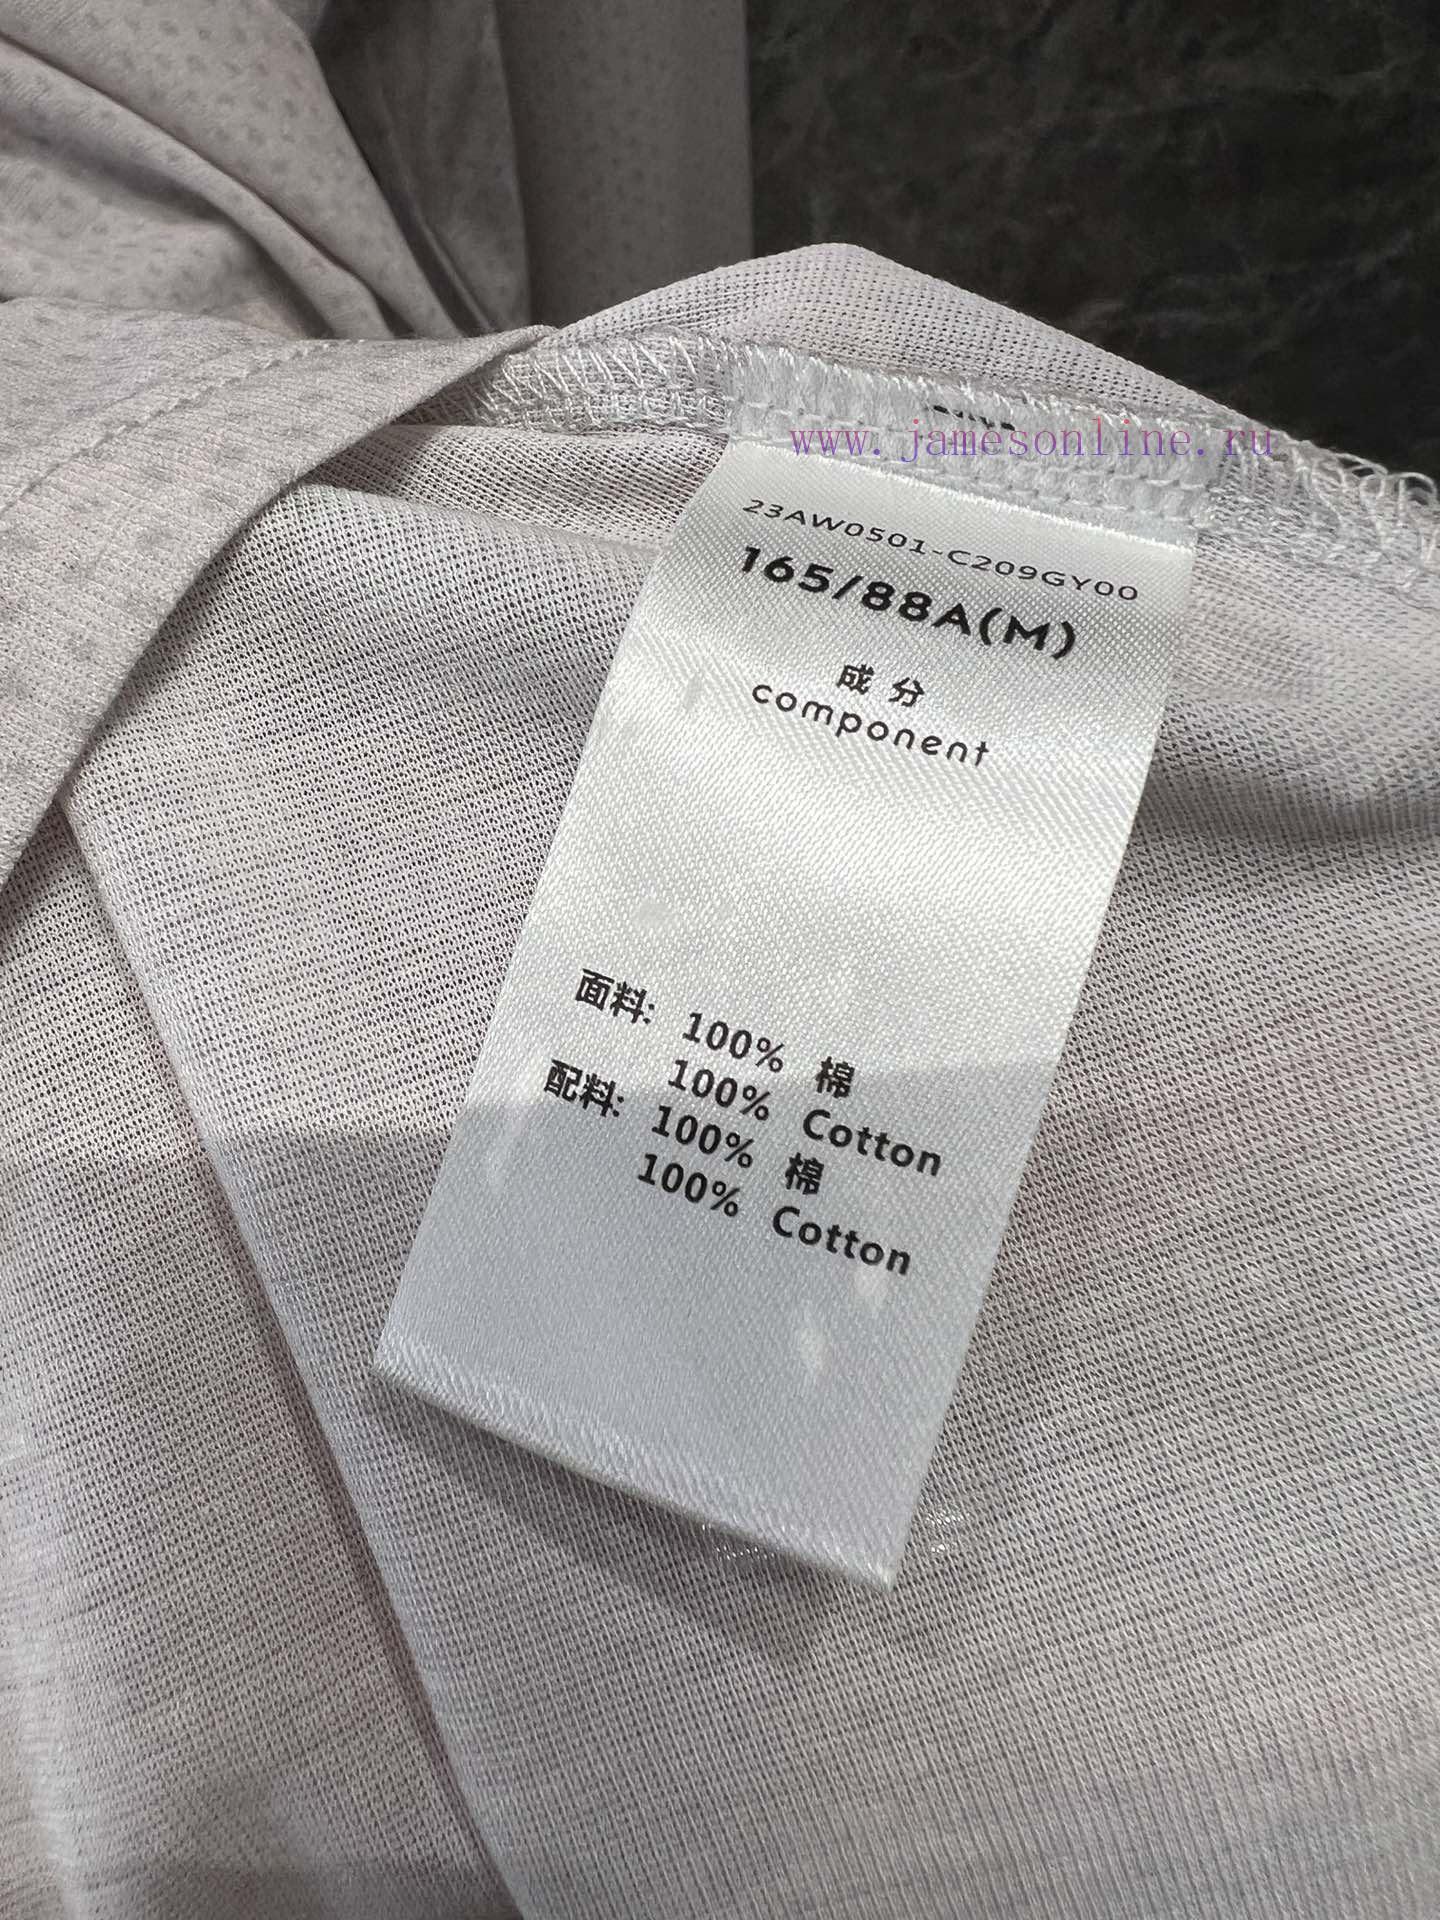 www.jamesonline.ru
23AW0501-C209GY00
165/88A(M)
成分
component
面料: 100% 棉
100% Cotton
配料: 100% 棉
100% Cotton